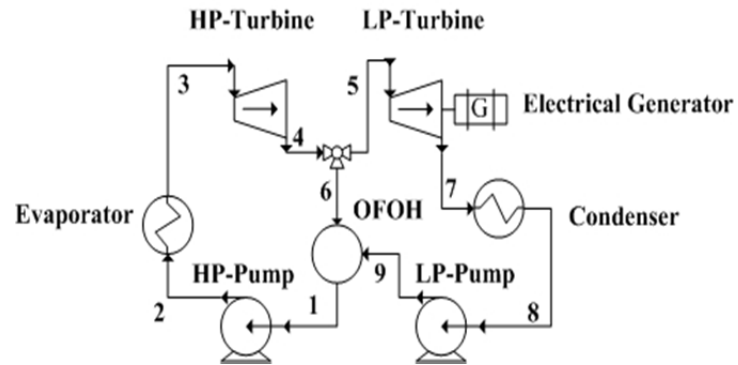 HP-Turbine LP-Turbine
3
5
G Electrical Generator
4
6
7
Evaporator
OFOH
Condenser
HP-Pump
9
LP-Pump
2
1
8